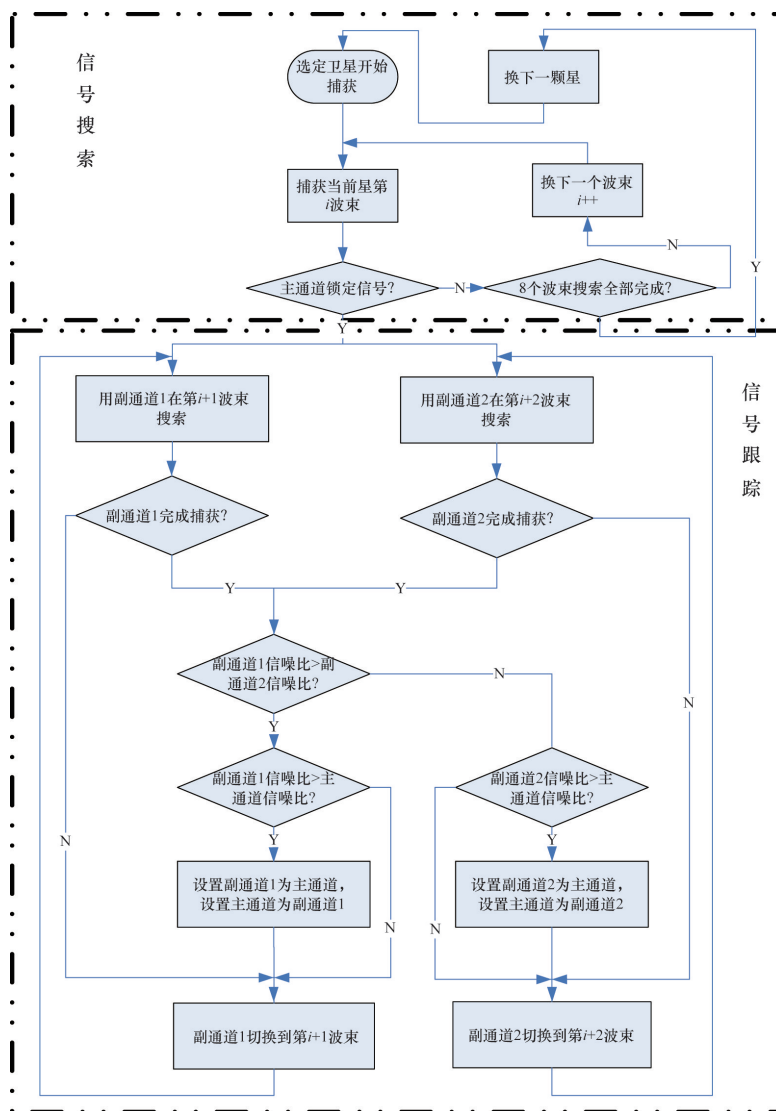 信号搜索
选定卫星开始
捕获
换下一颗星
捕获当前星第
i波束
换下一个波束
i++
N
Y
主通道锁定信号?
N
8个波束搜索全部完成?
Y
信号跟踪
用副通道1在第i+1波束
搜索
用副通道2在第i+2波束
搜索
副通道1完成捕获?
副通道2完成捕获?
Y
Y
副通道1信噪比>副
通道2信噪比?
N
N
Y
副通道1信噪比>主
通道信噪比?
副通道2信噪比>主
通道信噪比?
N
Y
Y
设置副通道1为主通道,
设置主通道为副通道1
设置副通道2为主通道,
设置主通道为副通道2
N
N
副通道1切换到第i+1波束
副通道2切换到第i+2波束